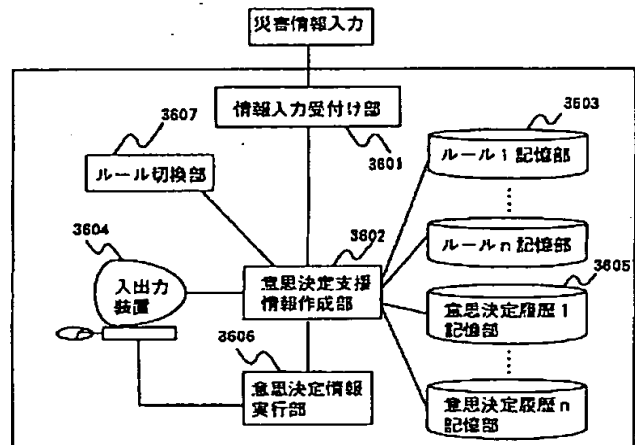 災害情報入力
情報入力受付け部
3601
3607
ルール切換部
3603
ルール1記憶部
ルールn記憶部
3604
入出力
装置
3602
意思決定支援
情報作成部
3605
意思決定履歴1
記憶部
3606
意思決定情報
実行部
意思決定履歴n
記憶部